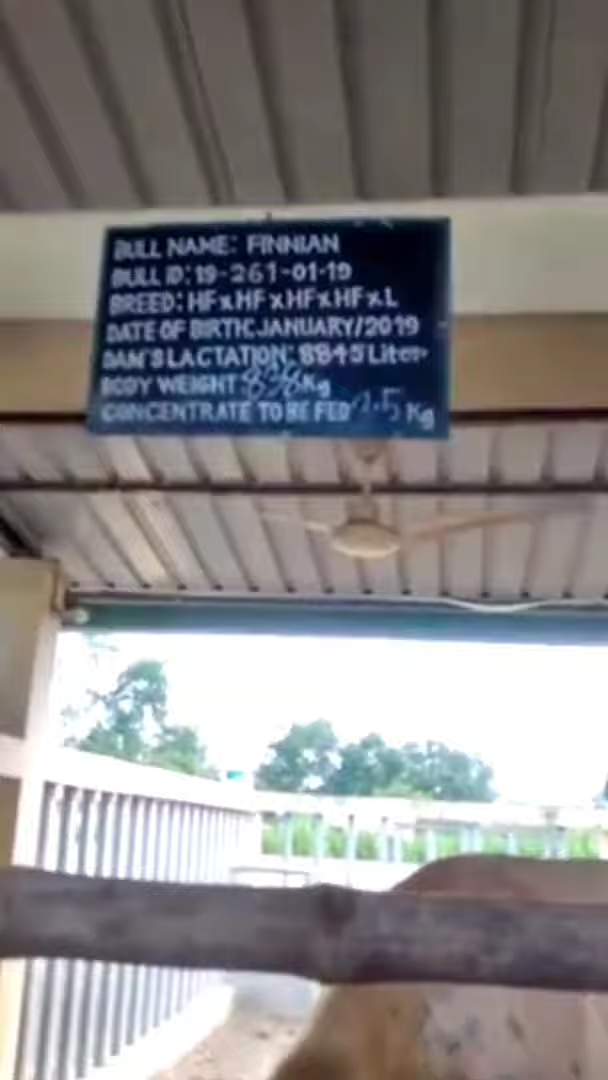 BULL NAME: FINNIAN
BULL ID: 19-261-01-19
BREED: HF x HF x HF x HF x L
DATE OF BIRTH: JANUARY/2019
DAM'S LACTATION: 8845 Liter
BODY WEIGHT 838 Kg
CONCENTRATE TO BE FED Kg